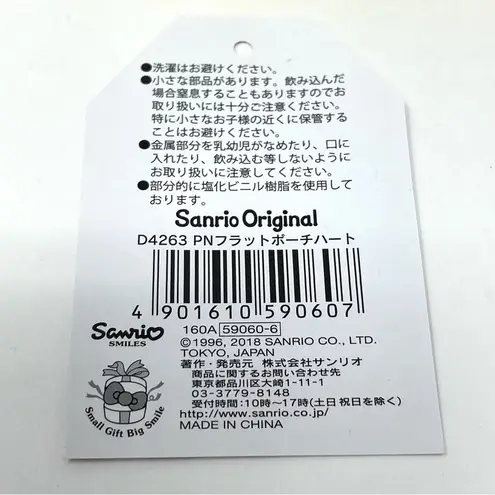 ●洗濯はお避けください。
●小さな部品があります。飲み込んだ
場合窒息することもありますのでお
取り扱いには十分ご注意ください。
特に小さなお子様の近くに保管する
ことはお避けください。
●金属部分を乳幼児がなめたり、口に
入れたり、飲み込む等しないように
お取り扱いに注意してください。
●部分的に塩化ビニル樹脂を使用して
おります。
Sanrio Original
D4263 PNフラットポーチハート
4 901610 590607
160A 59060-6
Sanrio
SMILES
©1996, 2018 SANRIO CO., LTD.
TOKYO, JAPAN
著作・発売元 株式会社サンリオ
商品に関するお問い合わせ先
東京都品川区大崎1-11-1
03-3779-8148
受付時間:10時〜17時(土日祝日を除く)
http://www.sanrio.co.jp/
MADE IN CHINA
Small Gift Big Smile